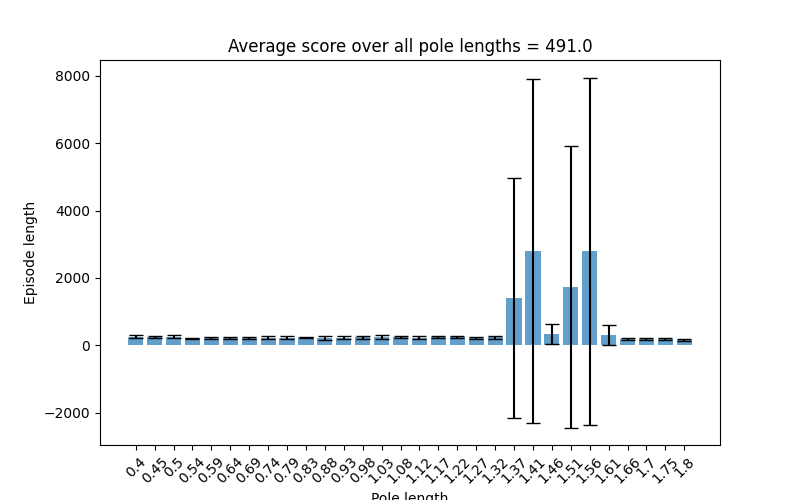 Average score over all pole lengths = 491.0
8000
6000
4000
2000
0
−2000
Episode length
0.4 0.45 0.5 0.54 0.59 0.64 0.69 0.74 0.79 0.83 0.88 0.93 0.98 1.03 1.08 1.12 1.17 1.22 1.27 1.32 1.37 1.41 1.46 1.51 1.56 1.61 1.66 1.7 1.75 1.8
Pole length